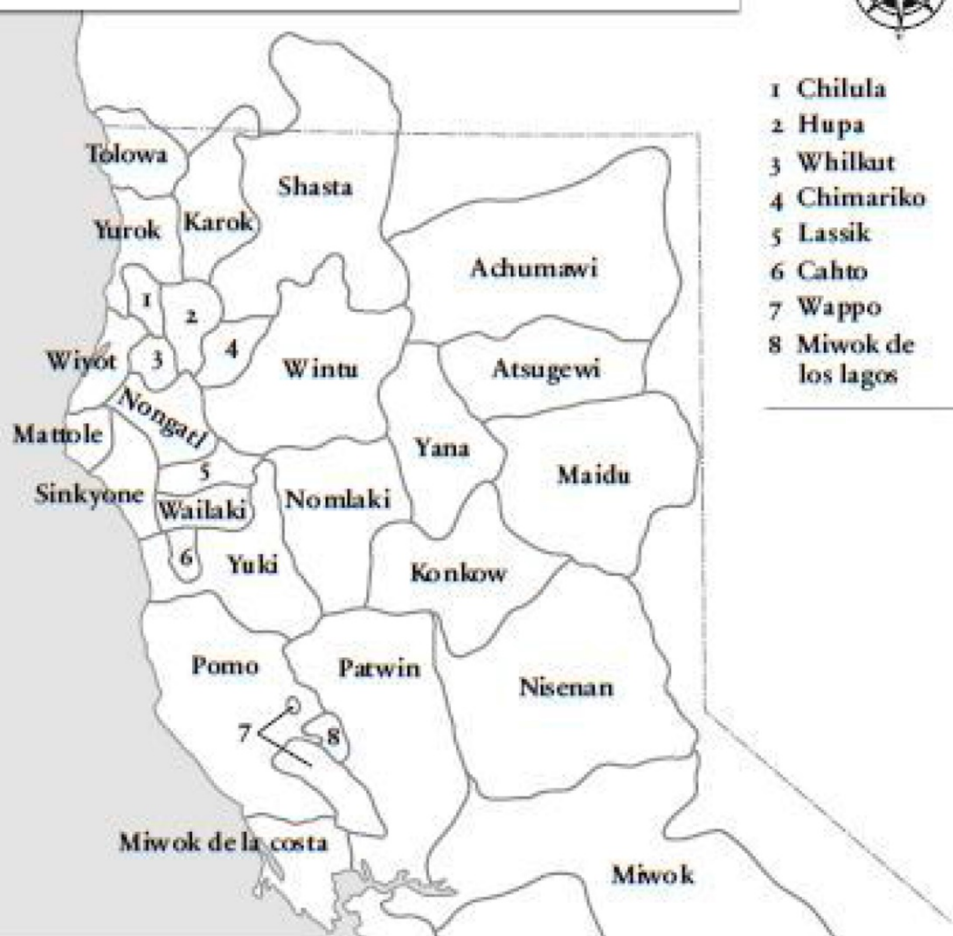 1 Chilula
2 Hupa
3 Whilkut
4 Chimariko
5 Lassik
6 Cahto
7 Wappo
8 Miwok de
los lagos
Tolowa
Shasta
Yurok
Karok
Achumawi
1
2
Wiyot
3
4
Wintu
Atsugewi
Nongatl
Mattole
Yana
5
Maidu
Sinkyone
Wailaki
Nomlaki
6
Yuki
Konkow
Pomo
Patwin
Nisenan
7
8
Miwok de la costa
Miwok